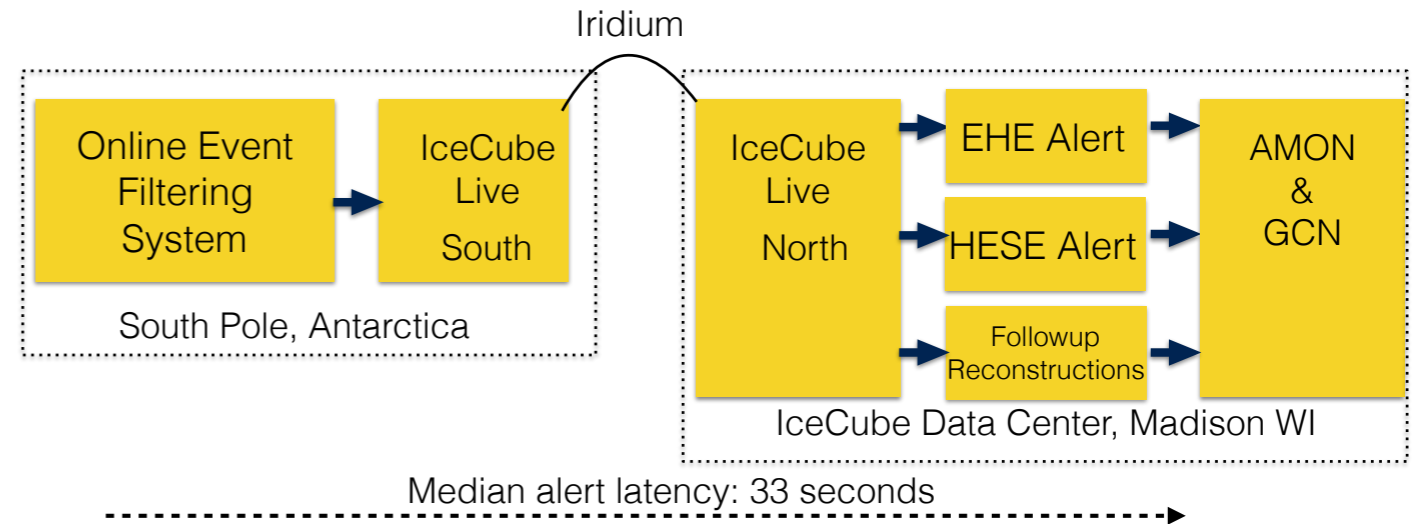 Iridium
Online Event
Filtering
System
IceCube
Live
South
South Pole, Antarctica
IceCube
Live
North
EHE Alert
HESE Alert
Followup
Reconstructions
AMON
&
GCN
IceCube Data Center, Madison WI
Median alert latency: 33 seconds